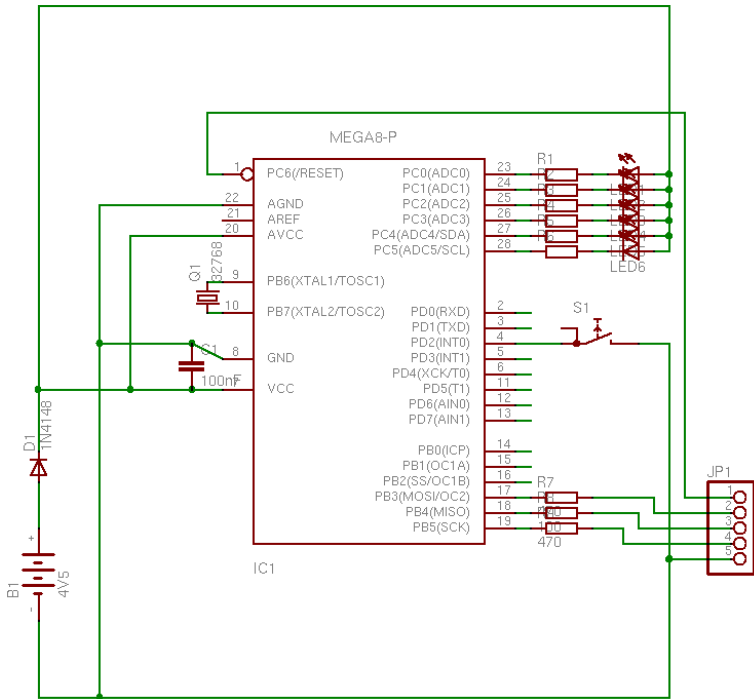 MEGA8-P
1
PC6(/RESET)
22
AGND
21
AREF
20
AVCC
Q1
32768
9
PB6(XTAL1/TOSC1)
10
PB7(XTAL2/TOSC2)
C1
100nF
8
GND
7
VCC
PC0(ADC0)
23
PC1(ADC1)
24
PC2(ADC2)
25
PC3(ADC3)
26
PC4(ADC4/SDA)
27
PC5(ADC5/SCL)
28
R1
LED6
PD0(RXD)
2
PD1(TXD)
3
PD2(INT0)
4
PD3(INT1)
5
PD4(XCK/T0)
6
PD5(T1)
11
PD6(AIN0)
12
PD7(AIN1)
13
S1
PB0(ICP)
14
PB1(OC1A)
15
PB2(SS/OC1B)
16
PB3(MOSI/OC2)
17
PB4(MISO)
18
PB5(SCK)
19
R7
470
JP1
1
2
3
4
5
IC1
D1
1N4148
+
B1
4V5
-